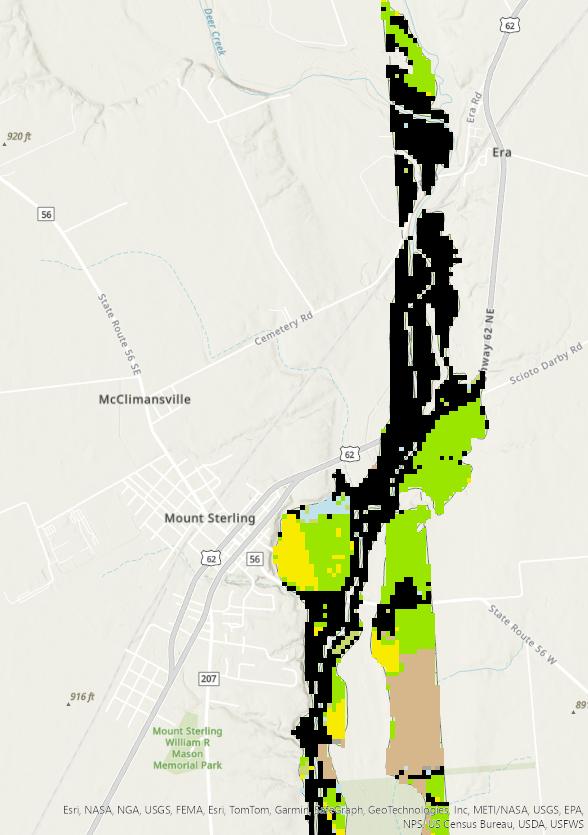 Deer Creek
62
Era Rd
920 ft
Era
56
State Route 56 SE
Cemetery Rd
hway 62 NE
Scioto Darby Rd
McClimansville
62
Mount Sterling
62
56
State Route 56 W
207
916 ft
89
Mount Sterling
William R
Mason
Memorial Park
Esri, NASA, NGA, USGS, FEMA, Esri, TomTom, Garmin, SafeGraph, GeoTechnologies, Inc, METI/NASA, USGS, EPA,
NPS, US Census Bureau, USDA, USFWS